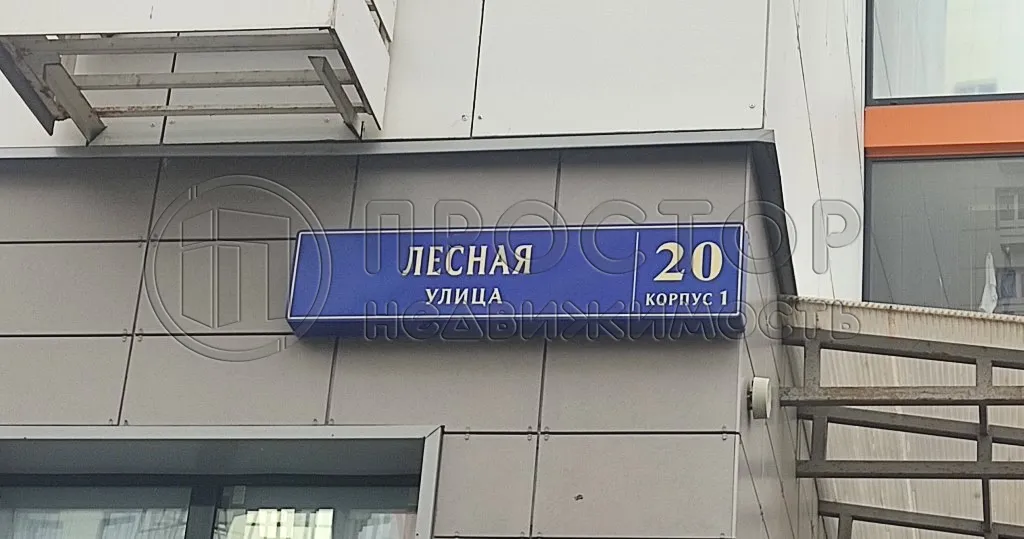 ЛЕСНАЯ
УЛИЦА
20
КОРПУС 1
ПРОСТОР
НЕДВИЖИМОСТЬ